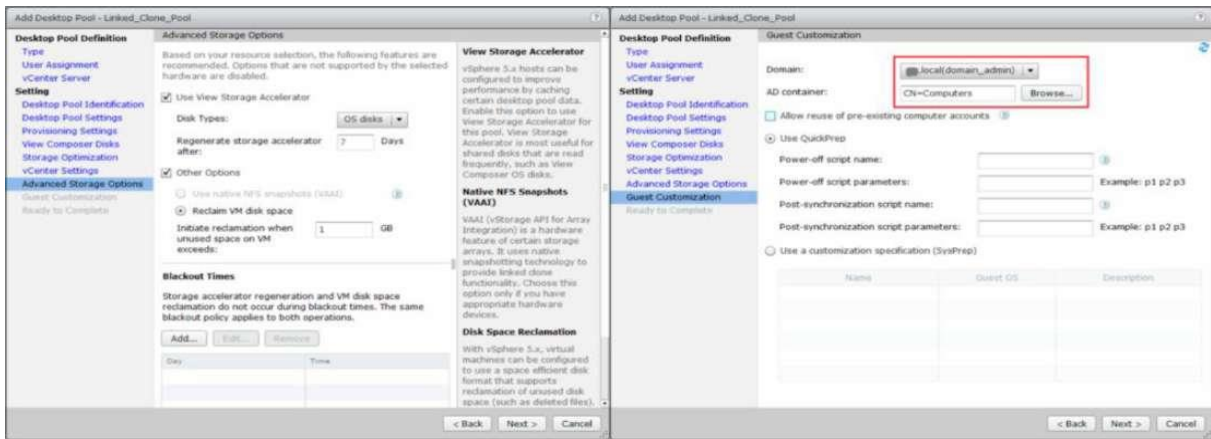 Add Desktop Pool - Linked_Clone_Pool
Desktop Pool Definition
Type
User Assignment
vCenter Server
Setting
Desktop Pool Identification
Desktop Pool Settings
Provisioning Settings
View Composer Disks
Storage Optimization
vCenter Settings
Advanced Storage Options
Guest Customization
Ready to Complete
Advanced Storage Options
Based on your resource selection, the following features are
recommended. Options that are not supported by the selected
hardware are disabled.
Use View Storage Accelerator
Disk Types:
OS disks
Regenerate storage accelerator
after:
7 Days
Other Options
Use native NFS snapshots (VAAI)
Reclaim VM disk space
Initiate reclamation when
unused space on VM
exceeds:
1 GB
Blackout Times
Storage accelerator regeneration and VM disk space
reclamation do not occur during blackout times. The same
blackout policy applies to both operations.
Add... Edit... Remove
Day Time
View Storage Accelerator
vSphere 5.x hosts can be
configured to improve
performance by caching
certain desktop pool data.
Enable this option to use
View Storage Accelerator for
this pool. View Storage
Accelerator is most useful for
shared disks that are read
frequently, such as View
Composer OS disks.
Native NFS Snapshots
(VAAI)
VAAI (vStorage API for Array
Integration) is a hardware
feature of certain storage
arrays. It uses native
snapshotting technology to
provide linked clone
functionality. Choose this
option only if you have
appropriate hardware
devices.
Disk Space Reclamation
With vSphere 5.x, virtual
machines can be configured
to use a space efficient disk
format that supports
reclamation of unused disk
space (such as deleted files).
< Back Next > Cancel
Add Desktop Pool - Linked_Clone_Pool
Desktop Pool Definition
Type
User Assignment
vCenter Server
Setting
Desktop Pool Identification
Desktop Pool Settings
Provisioning Settings
View Composer Disks
Storage Optimization
vCenter Settings
Advanced Storage Options
Guest Customization
Ready to Complete
Guest Customization
Domain:
.local(domain_admin)
AD container:
CN=Computers Browse...
Allow reuse of pre-existing computer accounts
Use QuickPrep
Power-off script name:
Power-off script parameters: Example: p1 p2 p3
Post-synchronization script name:
Post-synchronization script parameters: Example: p1 p2 p3
Use a customization specification (SysPrep)
Name Guest OS Description
< Back Next > Cancel